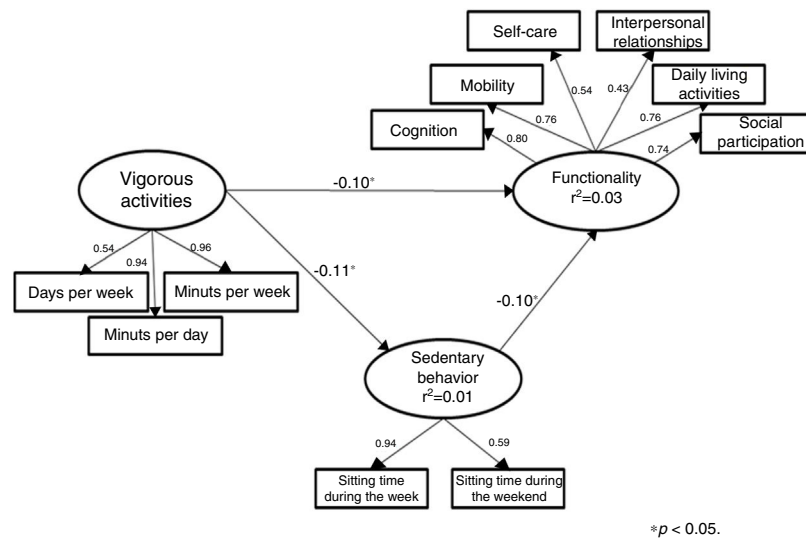 Self-care
Interpersonal
relationships
Mobility
Daily living
activities
Cognition
Social
participation
0.54
0.43
0.76
0.76
0.80
0.74
Vigorous
activities
-0.10*
Functionality
r²=0.03
0.54
0.94
0.96
-0.11*
Days per week
Minuts per week
Minuts per day
-0.10*
Sedentary
behavior
r²=0.01
0.94
0.59
Sitting time
during the week
Sitting time during
the weekend
*p < 0.05.